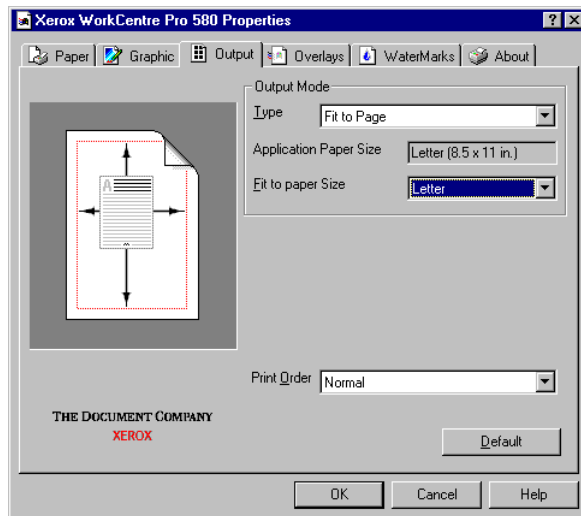 Xerox WorkCentre Pro 580 Properties
Paper Graphic Output Overlays WaterMarks About
Output Mode
Type Fit to Page
Application Paper Size Letter (8.5 x 11 in.)
Fit to paper Size Letter
A
Print Order Normal
THE DOCUMENT COMPANY
XEROX
Default
OK Cancel Help